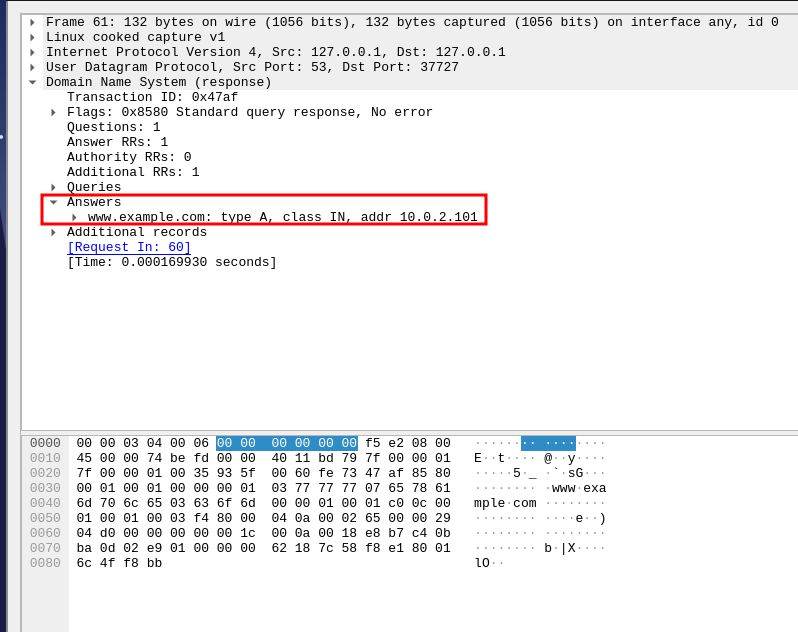 Frame 61: 132 bytes on wire (1056 bits), 132 bytes captured (1056 bits) on interface any, id 0
Linux cooked capture v1
Internet Protocol Version 4, Src: 127.0.0.1, Dst: 127.0.0.1
User Datagram Protocol, Src Port: 53, Dst Port: 37727
Domain Name System (response)
Transaction ID: 0x47af
Flags: 0x8580 Standard query response, No error
Questions: 1
Answer RRs: 1
Authority RRs: 0
Additional RRs: 1
Queries
Answers
www.example.com: type A, class IN, addr 10.0.2.101
Additional records
[Request In: 60]
[Time: 0.000169930 seconds]
0000 00 00 03 04 00 06 00 00 00 00 00 00 f5 e2 08 00 ········ ········
0010 45 00 00 74 be fd 00 00 40 11 bd 79 7f 00 00 01 E··t···· @··y····
0020 7f 00 00 01 00 35 93 5f 00 60 fe 73 47 af 85 80 ·····5·_ ·`·sG···
0030 00 01 00 01 00 00 00 01 03 77 77 77 07 65 78 61 ········ ·www·exa
0040 6d 70 6c 65 03 63 6f 6d 00 00 01 00 01 c0 0c 00 mple·com ········
0050 01 00 01 00 03 f4 80 00 04 0a 00 02 65 00 00 29 ········ ····e··)
0060 04 d0 00 00 00 00 00 1c 00 0a 00 18 e8 b7 c4 0b ········ ········
0070 ba 0d 02 e9 01 00 00 00 62 18 7c 58 f8 e1 80 01 ········ b·|X····
0080 6c 4f f8 bb lO··